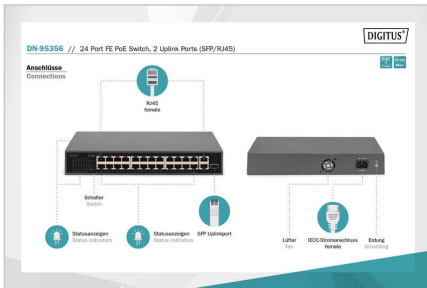 DIGITUS®
DN-95356 // 24 Port FE PoE Switch, 2 Uplink Ports (SFP/RJ45)
CAT
Anschlüsse
Connections
RJ45
female
Schalter
Switch
Statusanzeigen
Status indicators
Statusanzeigen
Status indicators
SFP Uplinkport
Lüfter
Fan
IEC-Stromanschluss
female
Erdung
Grounding